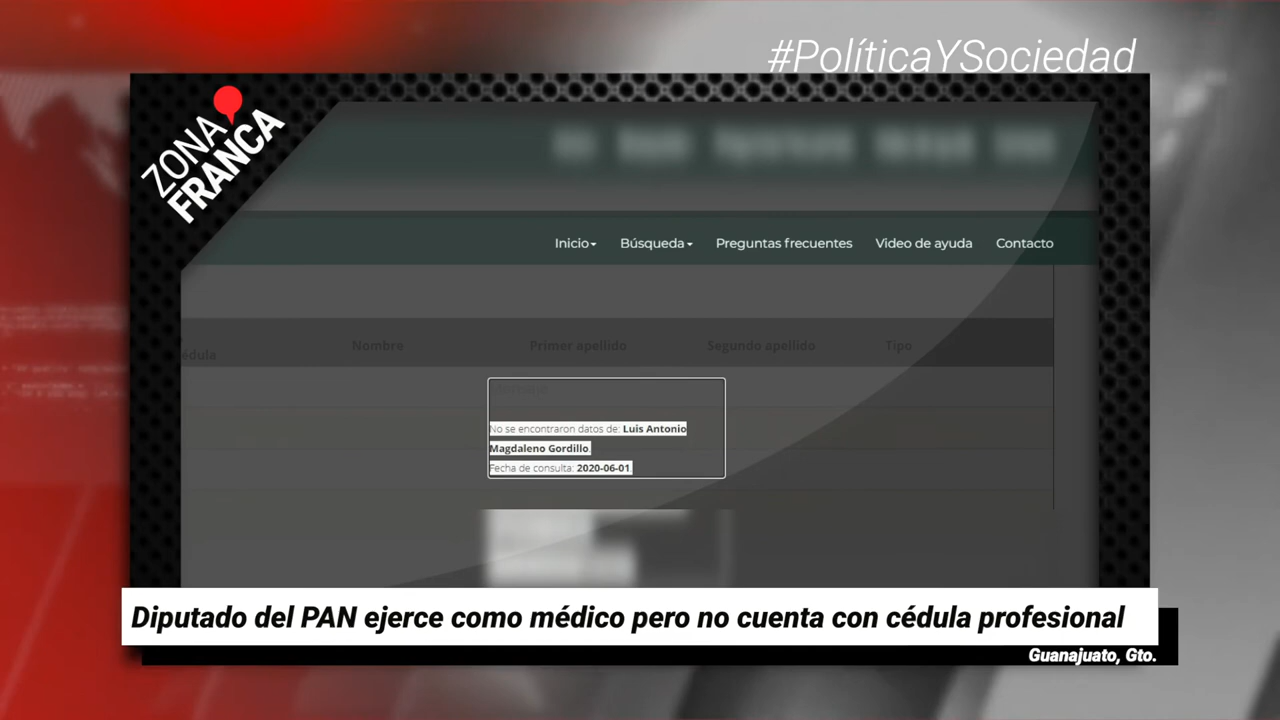 #PolíticaYSociedad
ZONA
FRANCA
Inicio Búsqueda Preguntas frecuentes Video de ayuda Contacto
édula Nombre Primer apellido Segundo apellido Tipo
Mensaje
No se encontraron datos de: Luis Antonio
Magdaleno Gordillo.
Fecha de consulta: 2020-06-01.
Diputado del PAN ejerce como médico pero no cuenta con cédula profesional
Guanajuato, Gto.